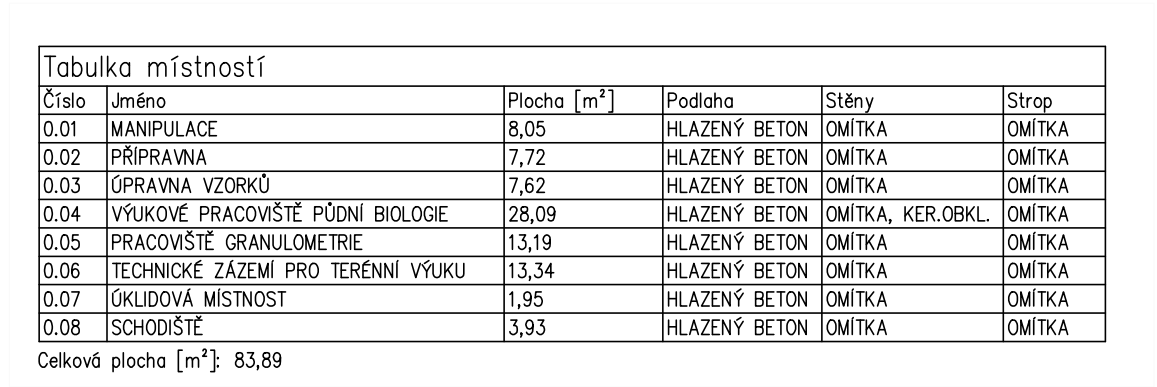 Tabulka místností
Číslo Jméno Plocha [m²] Podlaha Stěny Strop
0.01 MANIPULACE 8,05 HLAZENÝ BETON OMÍTKA OMÍTKA
0.02 PŘÍPRAVNA 7,72 HLAZENÝ BETON OMÍTKA OMÍTKA
0.03 ÚPRAVNA VZORKŮ 7,62 HLAZENÝ BETON OMÍTKA OMÍTKA
0.04 VÝUKOVÉ PRACOVIŠTĚ PŮDNÍ BIOLOGIE 28,09 HLAZENÝ BETON OMÍTKA, KER.OBKL. OMÍTKA
0.05 PRACOVIŠTĚ GRANULOMETRIE 13,19 HLAZENÝ BETON OMÍTKA OMÍTKA
0.06 TECHNICKÉ ZÁZEMÍ PRO TERÉNNÍ VÝUKU 13,34 HLAZENÝ BETON OMÍTKA OMÍTKA
0.07 ÚKLIDOVÁ MÍSTNOST 1,95 HLAZENÝ BETON OMÍTKA OMÍTKA
0.08 SCHODIŠTĚ 3,93 HLAZENÝ BETON OMÍTKA OMÍTKA
Celková plocha [m²]: 83,89